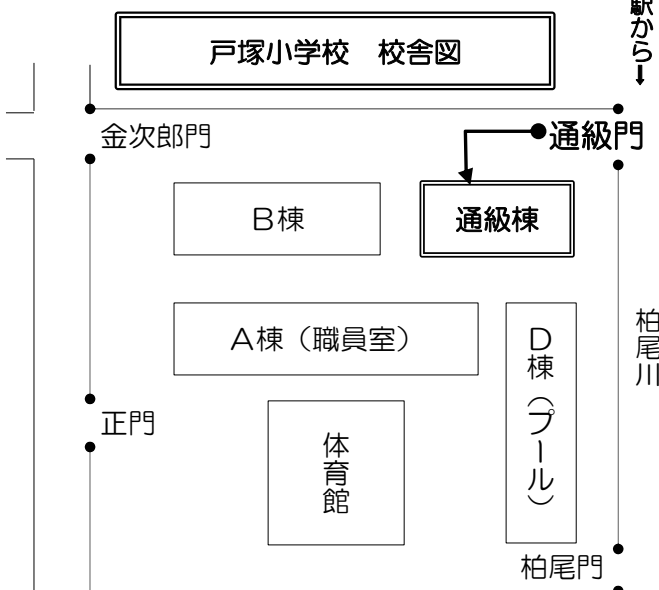 戸塚小学校　校舎図
駅から↓
金次郎門
通級門
B棟
通級棟
A棟（職員室）
D棟（プール）
柏尾川
正門
体育館
柏尾門